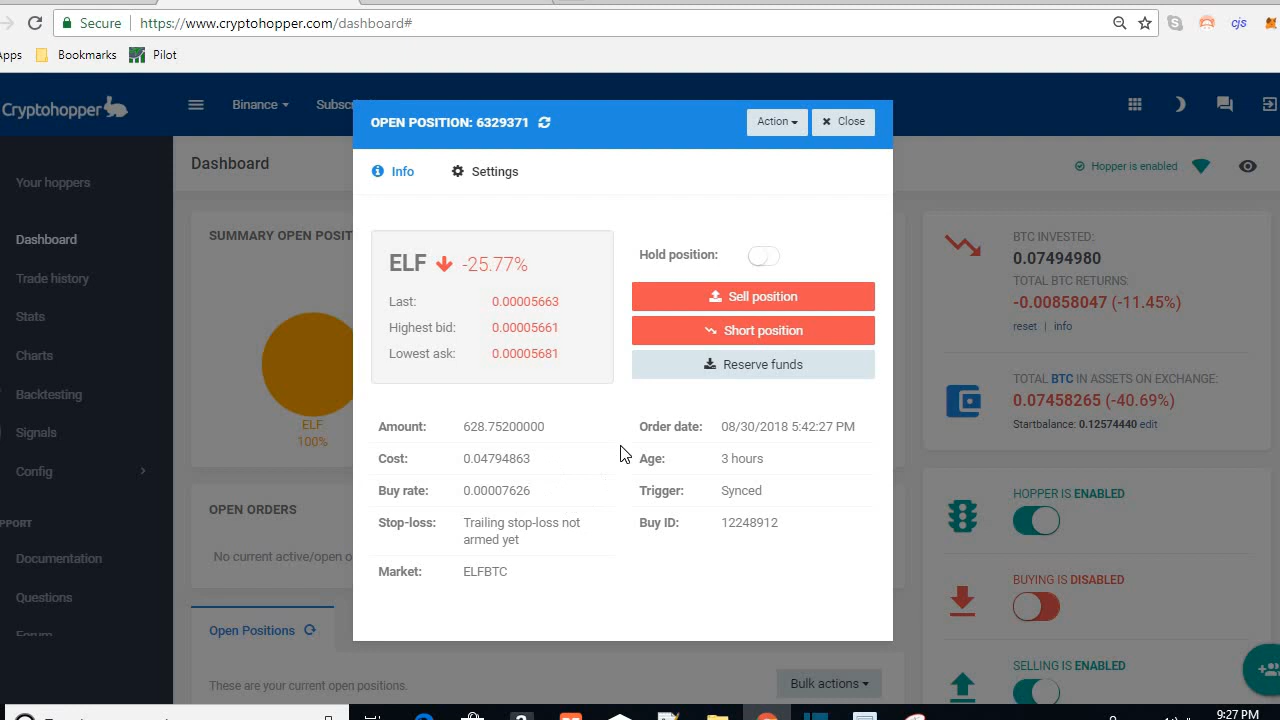 Secure https://www.cryptohopper.com/dashboard# cjs
Apps Bookmarks Pilot
Cryptohopper Binance
OPEN POSITION: 6329371 Action Close
Dashboard Hopper is enabled
Your hoppers
Info Settings
Dashboard
Trade history
Stats
Charts
Backtesting
Signals
Config
Documentation
Questions
Forum
SUMMARY OPEN POSIT
ELF
100%
OPEN ORDERS
No current active/open o
Open Positions
These are your current open positions. Bulk actions
ELF -25.77%
Last: 0.00005663
Highest bid: 0.00005661
Lowest ask: 0.00005681
Hold position:
Sell position
Short position
Reserve funds
Amount: 628.75200000
Cost: 0.04794863
Buy rate: 0.00007626
Stop-loss: Trailing stop-loss not
armed yet
Market: ELFBTC
Order date: 08/30/2018 5:42:27 PM
Age: 3 hours
Trigger: Synced
Buy ID: 12248912
BTC INVESTED:
0.07494980
TOTAL BTC RETURNS:
-0.00858047 (-11.45%)
reset | info
TOTAL BTC IN ASSETS ON EXCHANGE:
0.07458265 (-40.69%)
Startbalance: 0.12574440 edit
HOPPER IS ENABLED
BUYING IS DISABLED
SELLING IS ENABLED
9:27 PM